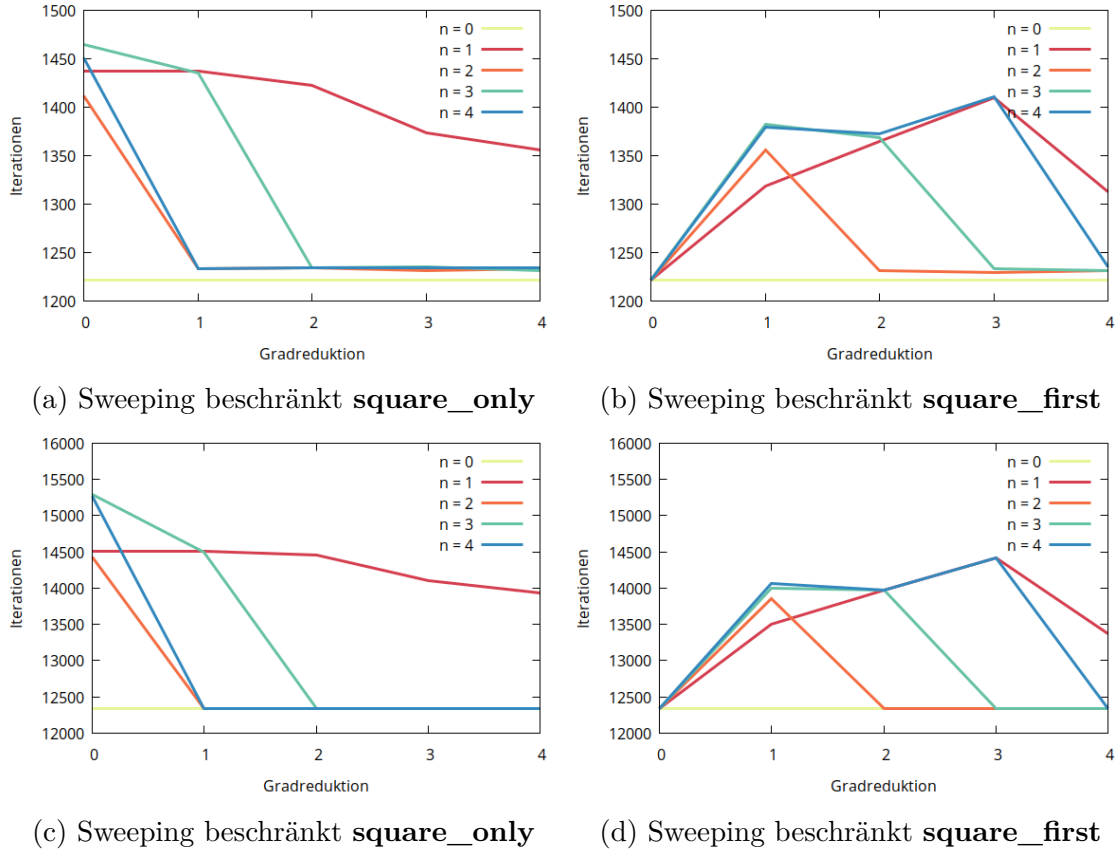 1500
1450
1400
1350
1300
1250
1200
Iterationen
0 1 2 3 4
Gradreduktion
n = 0
n = 1
n = 2
n = 3
n = 4
(a) Sweeping beschränkt square_only
1500
1450
1400
1350
1300
1250
1200
Iterationen
0 1 2 3 4
Gradreduktion
n = 0
n = 1
n = 2
n = 3
n = 4
(b) Sweeping beschränkt square_first
16000
15500
15000
14500
14000
13500
13000
12500
12000
Iterationen
0 1 2 3 4
Gradreduktion
n = 0
n = 1
n = 2
n = 3
n = 4
(c) Sweeping beschränkt square_only
16000
15500
15000
14500
14000
13500
13000
12500
12000
Iterationen
0 1 2 3 4
Gradreduktion
n = 0
n = 1
n = 2
n = 3
n = 4
(d) Sweeping beschränkt square_first